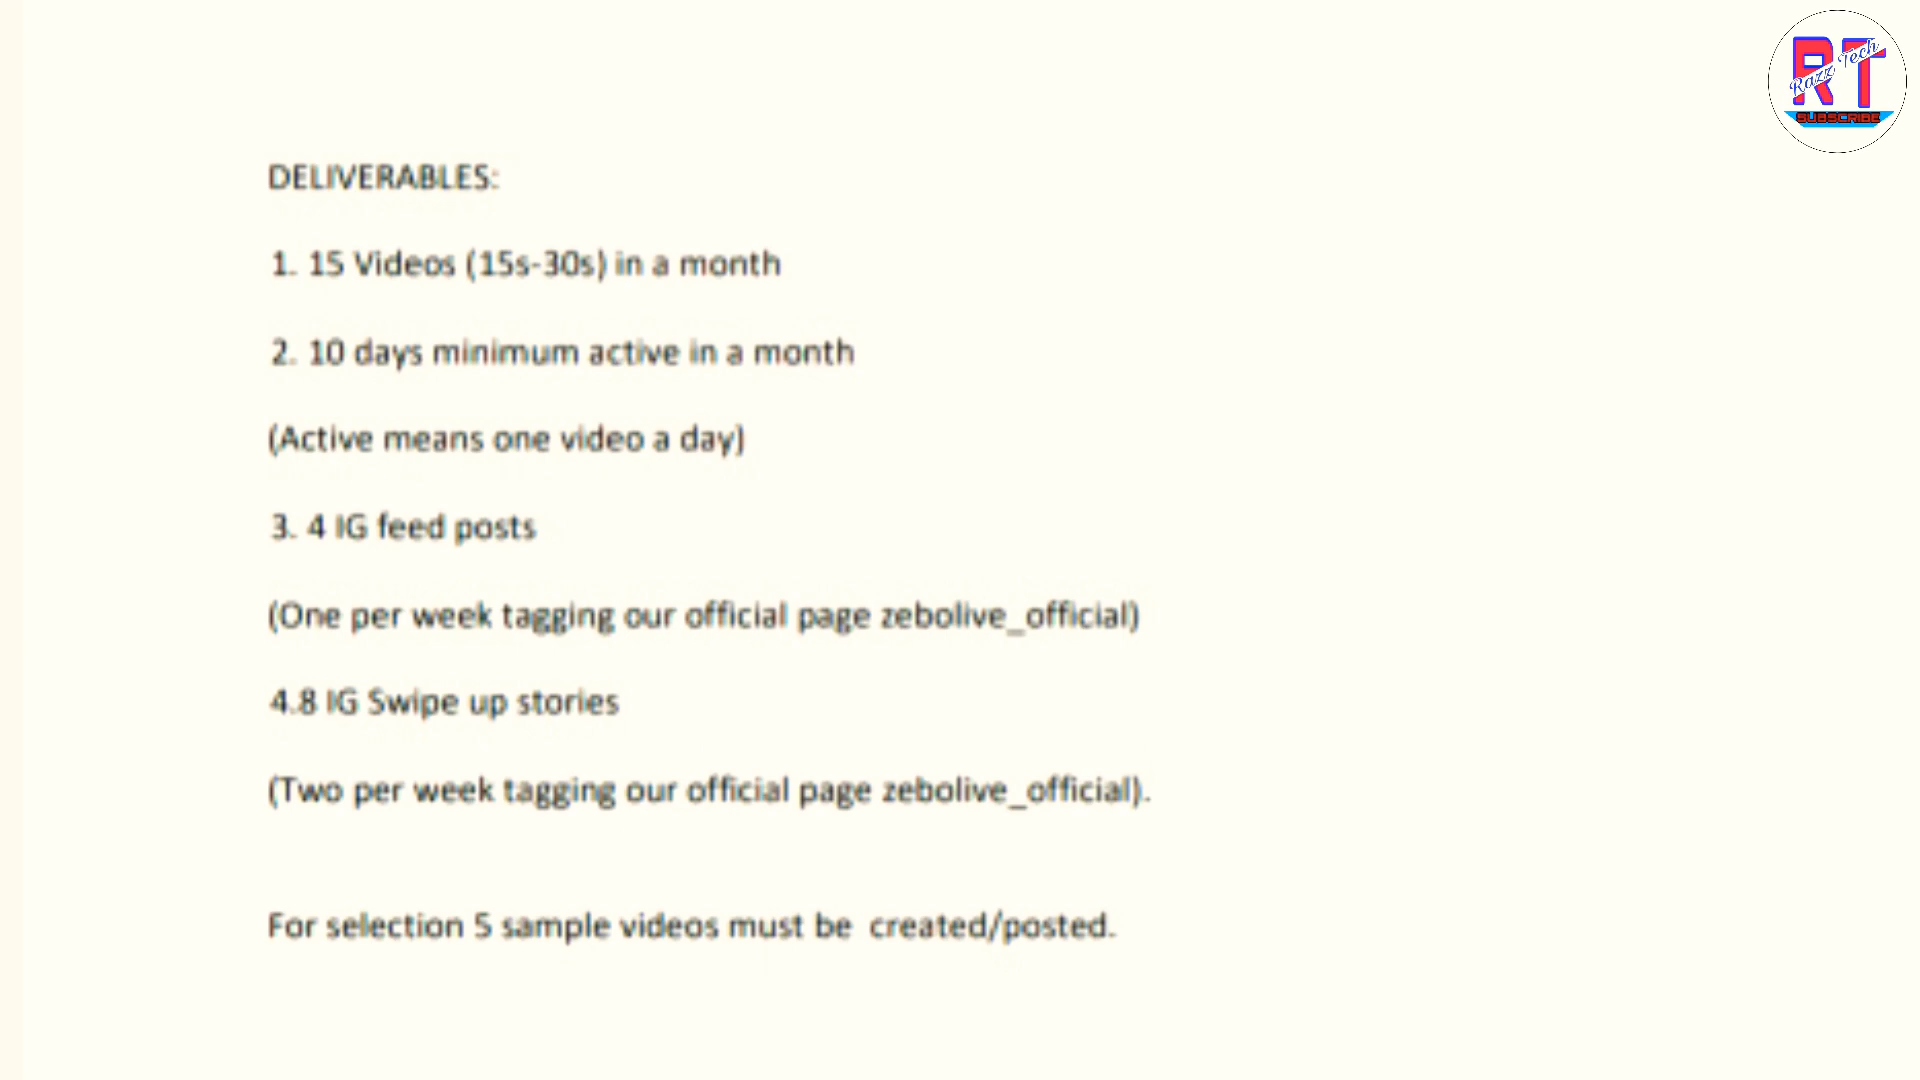 RT
Razz Tech
SUBSCRIBE
DELIVERABLES:
1. 15 Videos (15s-30s) in a month
2. 10 days minimum active in a month
(Active means one video a day)
3. 4 IG feed posts
(One per week tagging our official page zebolive_official)
4.8 IG Swipe up stories
(Two per week tagging our official page zebolive_official).
For selection 5 sample videos must be created/posted.